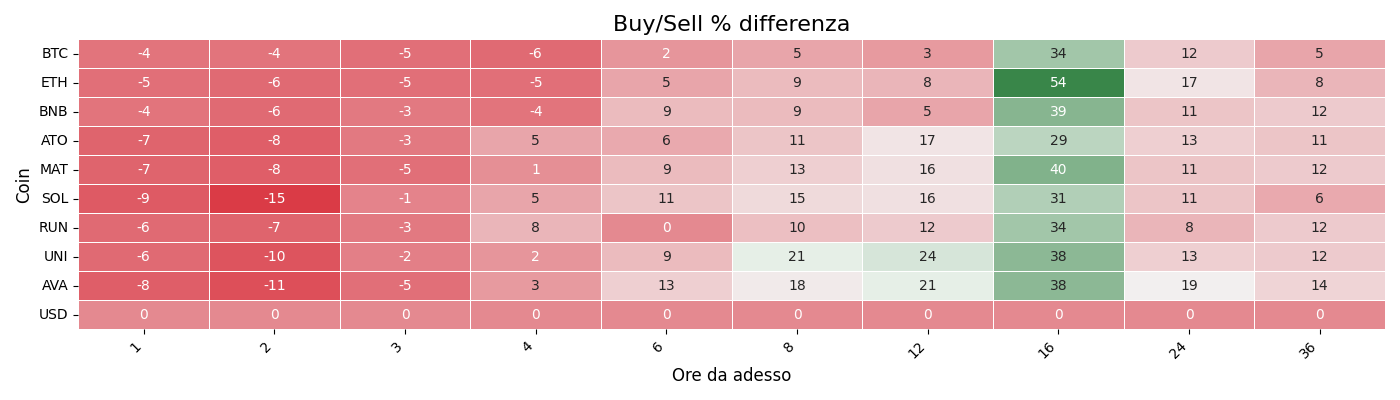 Buy/Sell % differenza
Coin
BTC -4 -4 -5 -6 2 5 3 34 12 5
ETH -5 -6 -5 -5 5 9 8 54 17 8
BNB -4 -6 -3 -4 9 9 5 39 11 12
ATO -7 -8 -3 5 6 11 17 29 13 11
MAT -7 -8 -5 1 9 13 16 40 11 12
SOL -9 -15 -1 5 11 15 16 31 11 6
RUN -6 -7 -3 8 0 10 12 34 8 12
UNI -6 -10 -2 2 9 21 24 38 13 12
AVA -8 -11 -5 3 13 18 21 38 19 14
USD 0 0 0 0 0 0 0 0 0 0
1 2 3 4 6 8 12 16 24 36
Ore da adesso